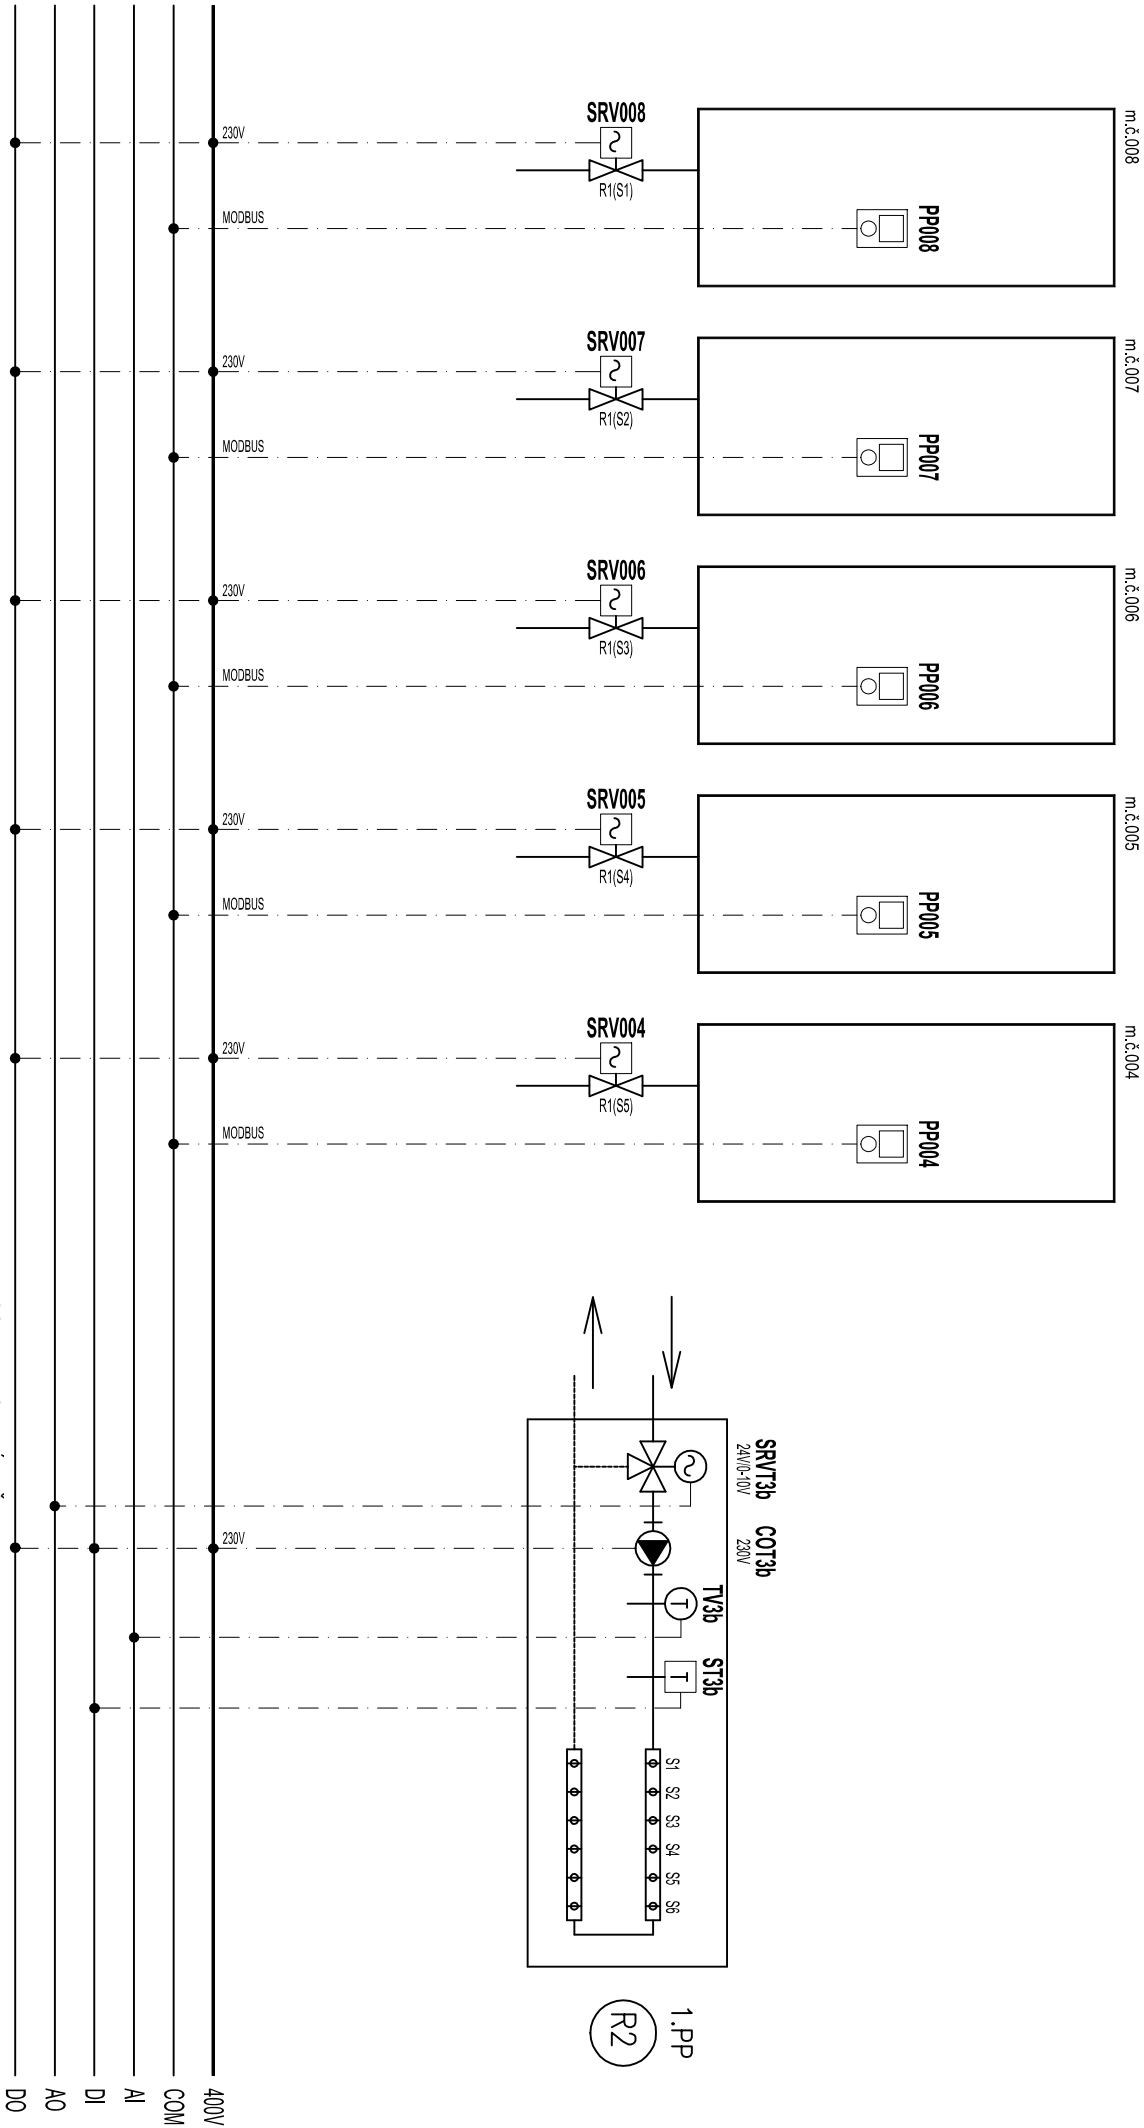 m.č.008
SRV008
230V
R1(S1)
PP008
MODBUS
m.č.007
SRV007
230V
R1(S2)
PP007
MODBUS
m.č.006
SRV006
230V
R1(S3)
PP006
MODBUS
m.č.005
SRV005
230V
R1(S4)
PP005
MODBUS
m.č.004
SRV004
230V
R1(S5)
PP004
MODBUS
SRVT3b
24V/0-10V
COT3b
230V
230V
TV3b
T
ST3b
T
S1
S2
S3
S4
S5
S6
1.PP
R2
400V
COM
AI
DI
AO
DO